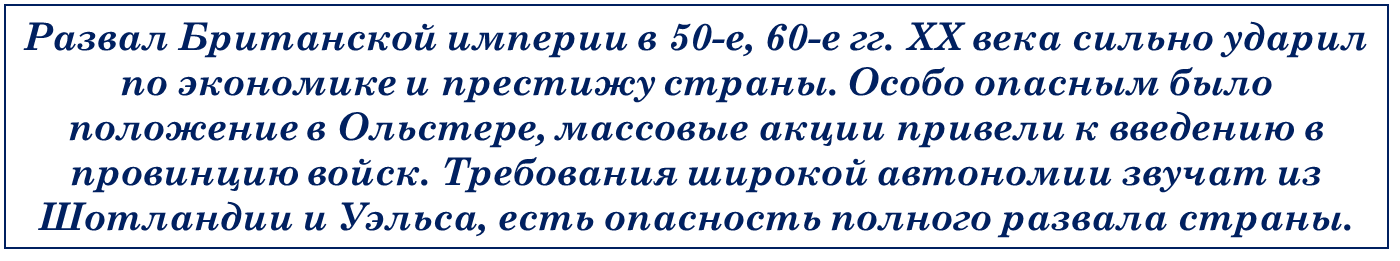 Развал Британской империи в 50-е, 60-е гг. XX века сильно ударил
по экономике и престижу страны. Особо опасным было
положение в Ольстере, массовые акции привели к введению в
провинцию войск. Требования широкой автономии звучат из
Шотландии и Уэльса, есть опасность полного развала страны.